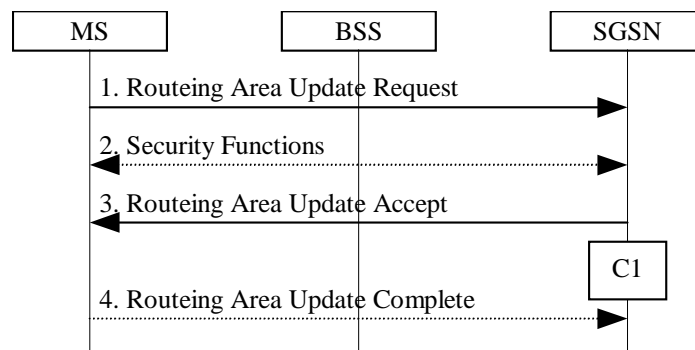 MS
BSS
SGSN
1. Routeing Area Update Request
2. Security Functions
3. Routeing Area Update Accept
C1
4. Routeing Area Update Complete